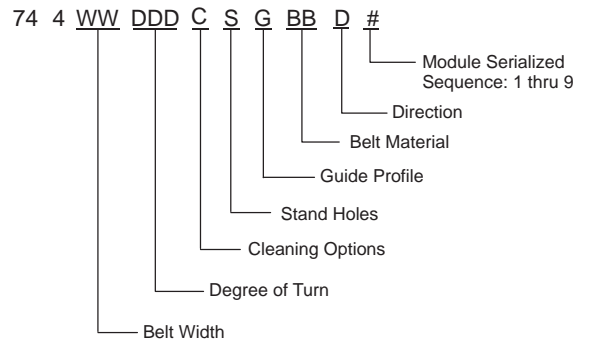 74 4 WW DDD C S G BB D #
Module Serialized
Sequence: 1 thru 9
Direction
Belt Material
Guide Profile
Stand Holes
Cleaning Options
Degree of Turn
Belt Width